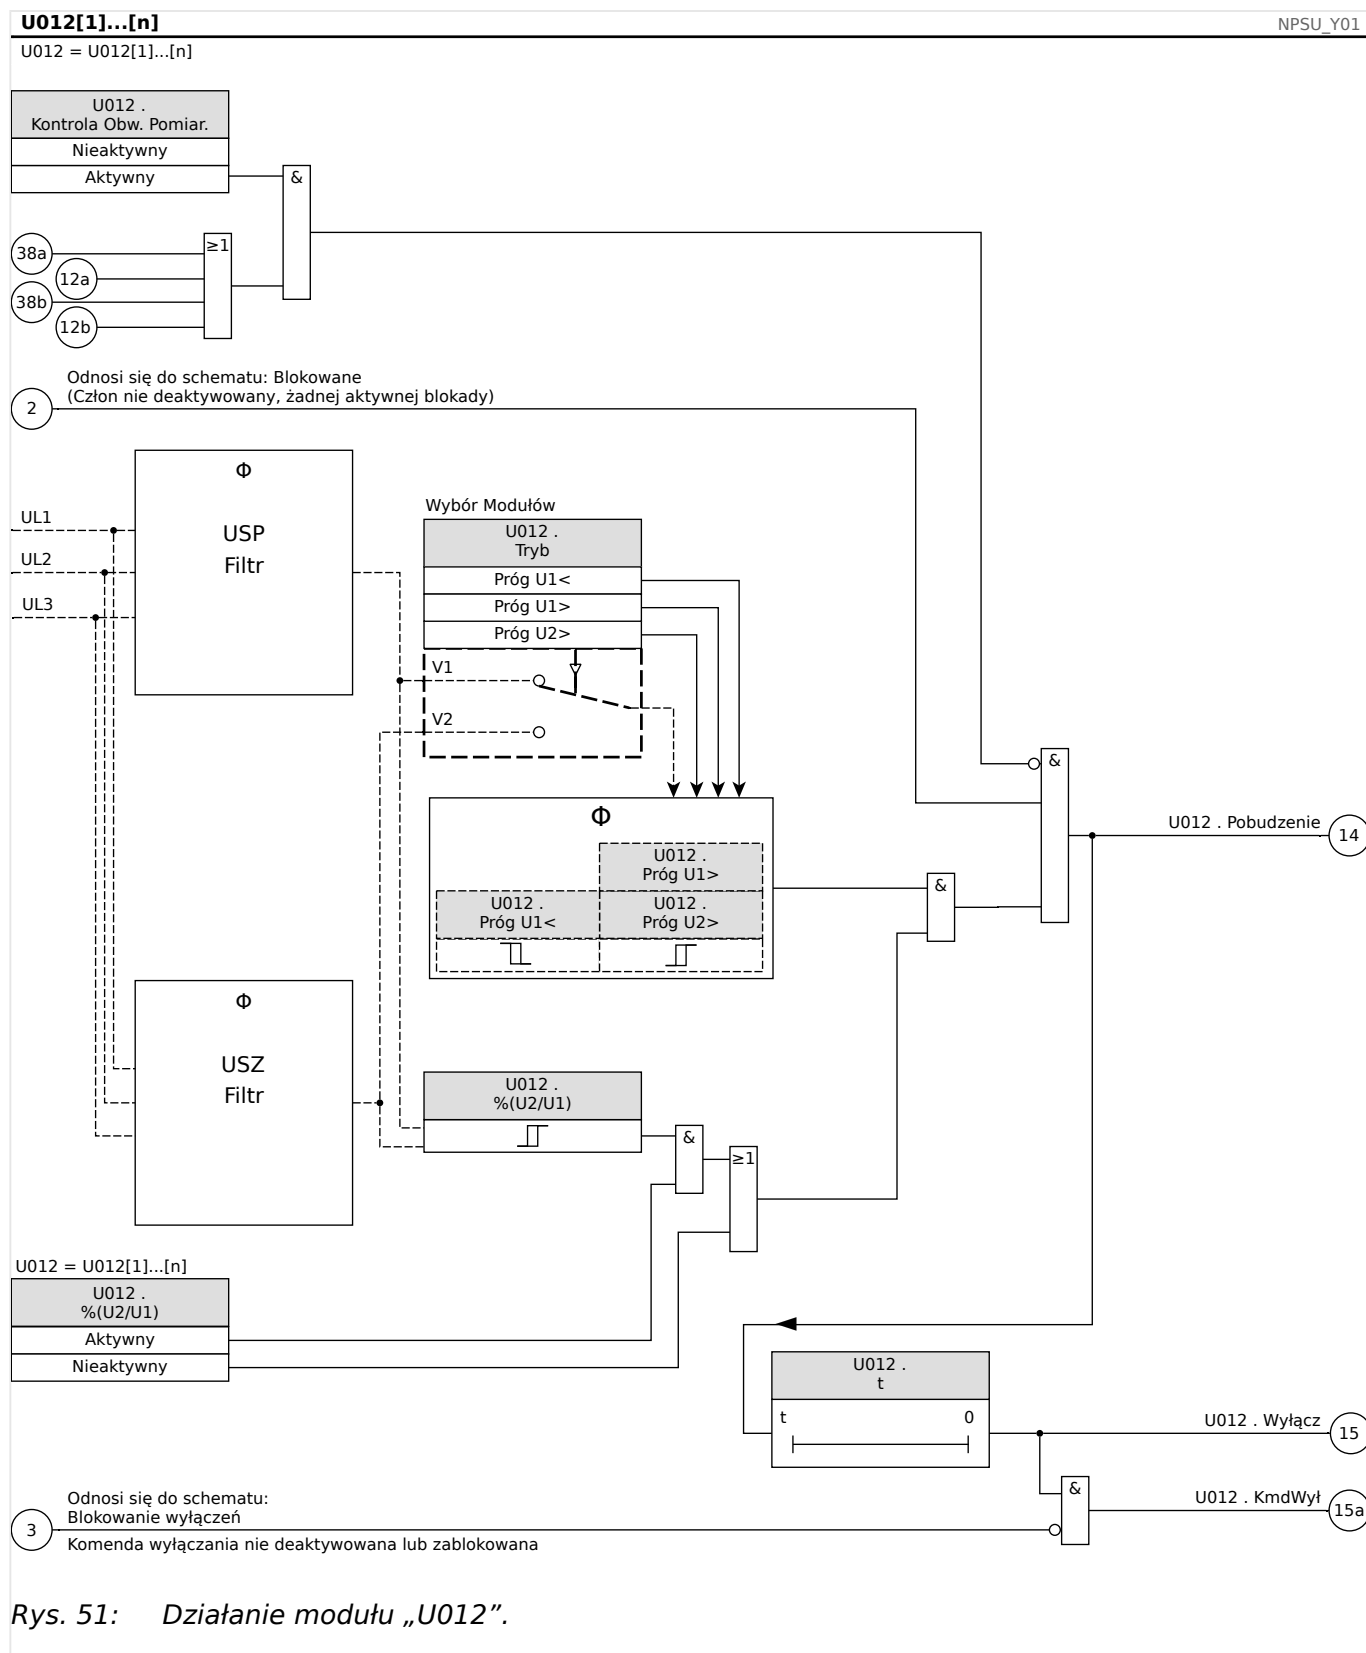 U012[1]...[n]
NPSU_Y01
U012 = U012[1]...[n]
U012 .
Kontrola Obw. Pomiar.
Nieaktywny
Aktywny
&
≥1
38a
12a
38b
12b
Odnosi się do schematu: Blokowane
(Człon nie deaktywowany, żadnej aktywnej blokady)
2
Φ
USP
Filtr
UL1
UL2
UL3
Wybór Modułów
U012 .
Tryb
Próg U1<
Próg U1>
Próg U2>
V1
V2
&
Φ
U012 .
Próg U1>
U012 .
Próg U1<
U012 .
Próg U2>
&
U012 . Pobudzenie
14
Φ
USZ
Filtr
U012 .
%(U2/U1)
&
≥1
U012 = U012[1]...[n]
U012 .
%(U2/U1)
Aktywny
Nieaktywny
U012 .
t
t
0
U012 . Wyłącz
15
&
U012 . KmdWył
15a
Odnosi się do schematu:
Blokowanie wyłączeń
3
Komenda wyłączania nie deaktywowana lub zablokowana
Rys. 51: Działanie modułu „U012”.